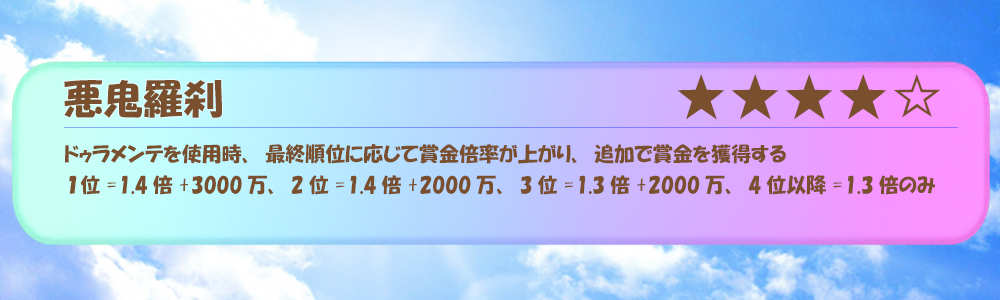 悪鬼羅刹 ★★★★☆
ドゥラメンテを使用時、最終順位に応じて賞金倍率が上がり、追加で賞金を獲得する
1位=1.4倍+3000万、2位=1.4倍+2000万、3位=1.3倍+2000万、4位以降=1.3倍のみ